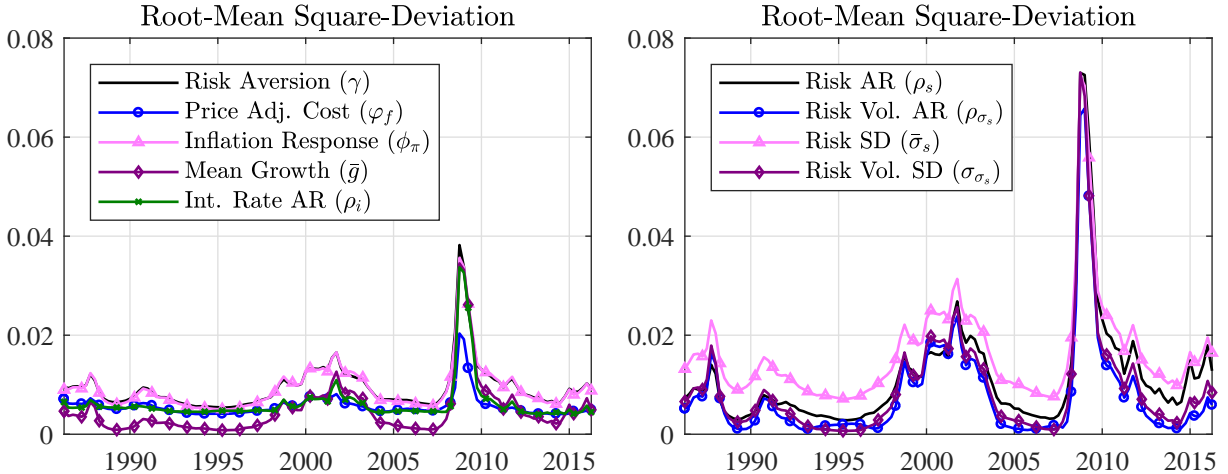 Root-Mean Square-Deviation
0.08
0.06
0.04
0.02
0
Risk Aversion (γ)
Price Adj. Cost (φ_f)
Inflation Response (ϕ_π)
Mean Growth (ḡ)
Int. Rate AR (ρ_i)
1990 1995 2000 2005 2010 2015
Root-Mean Square-Deviation
0.08
0.06
0.04
0.02
0
Risk AR (ρ_s)
Risk Vol. AR (ρ_σ_s)
Risk SD (σ̄_s)
Risk Vol. SD (σ_σ_s)
1990 1995 2000 2005 2010 2015